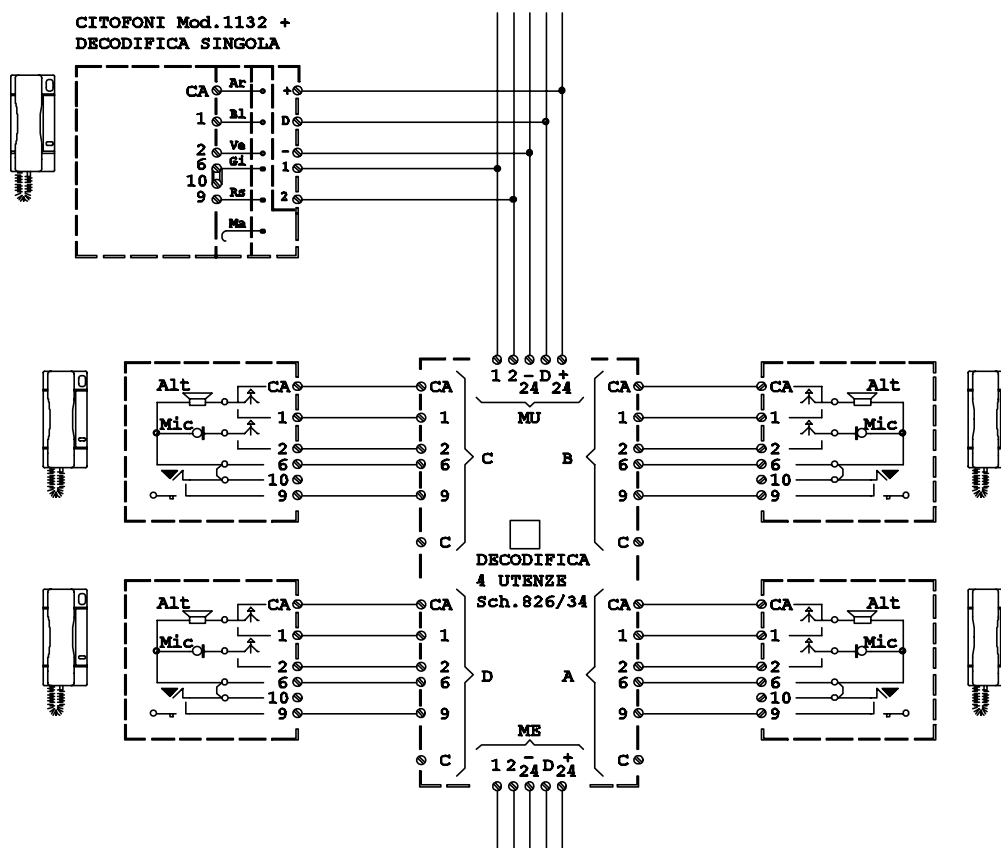 CITOFONI Mod.1132 +
DECODIFICA SINGOLA
CA Ar +
1 Bl D
2 Ve -
6 Gi 1
10
9 Rs 2
Ma
1 2 -24 D +24
MU
Alt CA
Mic 1
2
6
10
9
CA
1
2
6
9
C
C
B
CA
1
2
6
9
C
CA Alt
1 Mic
2
6
10
9
DECODIFICA
4 UTENZE
Sch.826/34
Alt CA
Mic 1
2
6
10
9
CA
1
2
6
9
C
D
A
CA
1
2
6
9
C
CA Alt
1 Mic
2
6
10
9
ME
1 2 -24 D +24